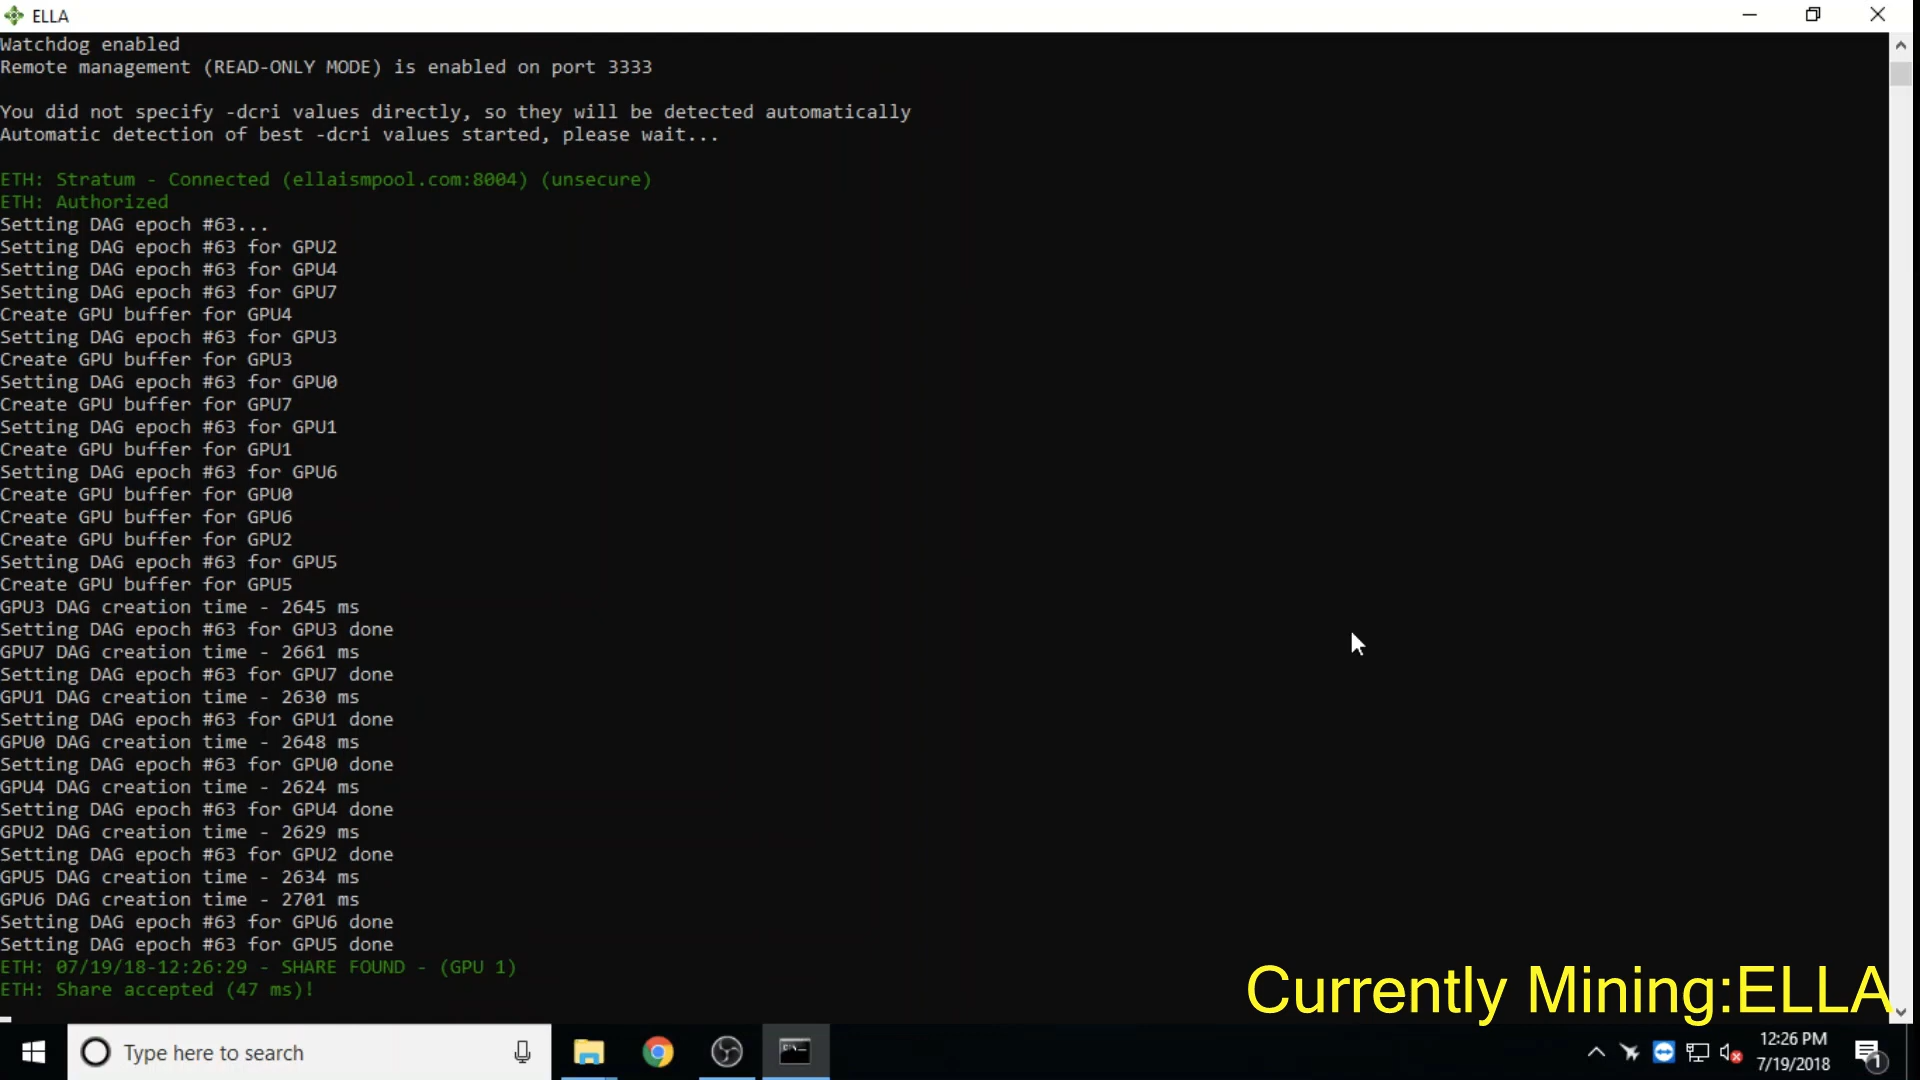 ELLA
Watchdog enabled
Remote management (READ-ONLY MODE) is enabled on port 3333
You did not specify -dcri values directly, so they will be detected automatically
Automatic detection of best -dcri values started, please wait...
ETH: Stratum - Connected (ellaismpool.com:8004) (unsecure)
ETH: Authorized
Setting DAG epoch #63...
Setting DAG epoch #63 for GPU2
Setting DAG epoch #63 for GPU4
Setting DAG epoch #63 for GPU7
Create GPU buffer for GPU4
Setting DAG epoch #63 for GPU3
Create GPU buffer for GPU3
Setting DAG epoch #63 for GPU0
Create GPU buffer for GPU7
Setting DAG epoch #63 for GPU1
Create GPU buffer for GPU1
Setting DAG epoch #63 for GPU6
Create GPU buffer for GPU0
Create GPU buffer for GPU6
Create GPU buffer for GPU2
Setting DAG epoch #63 for GPU5
Create GPU buffer for GPU5
GPU3 DAG creation time - 2645 ms
Setting DAG epoch #63 for GPU3 done
GPU7 DAG creation time - 2661 ms
Setting DAG epoch #63 for GPU7 done
GPU1 DAG creation time - 2630 ms
Setting DAG epoch #63 for GPU1 done
GPU0 DAG creation time - 2648 ms
Setting DAG epoch #63 for GPU0 done
GPU4 DAG creation time - 2624 ms
Setting DAG epoch #63 for GPU4 done
GPU2 DAG creation time - 2629 ms
Setting DAG epoch #63 for GPU2 done
GPU5 DAG creation time - 2634 ms
GPU6 DAG creation time - 2701 ms
Setting DAG epoch #63 for GPU6 done
Setting DAG epoch #63 for GPU5 done
ETH: 07/19/18-12:26:29 - SHARE FOUND - (GPU 1)
ETH: Share accepted (47 ms)!
Currently Mining:ELLA
Type here to search
12:26 PM
7/19/2018
1